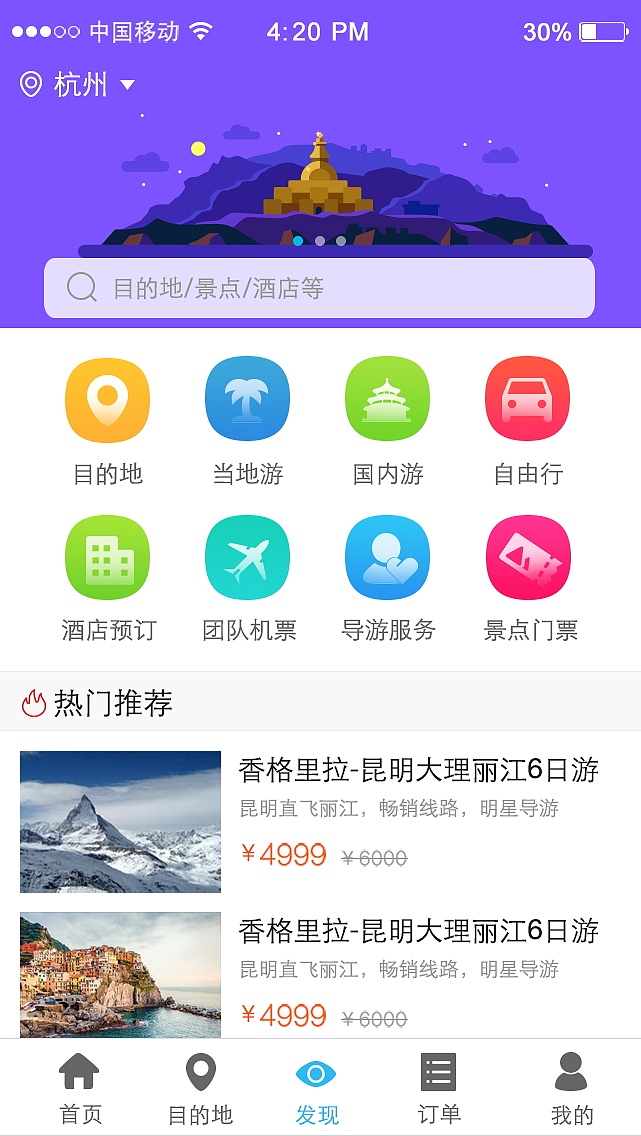 中国移动 4:20 PM 30%
杭州
目的地/景点/酒店等
目的地 当地游 国内游 自由行
酒店预订 团队机票 导游服务 景点门票
热门推荐
香格里拉-昆明大理丽江6日游
昆明直飞丽江，畅销线路，明星导游
¥4999 ¥6000
香格里拉-昆明大理丽江6日游
昆明直飞丽江，畅销线路，明星导游
¥4999 ¥6000
首页 目的地 发现 订单 我的